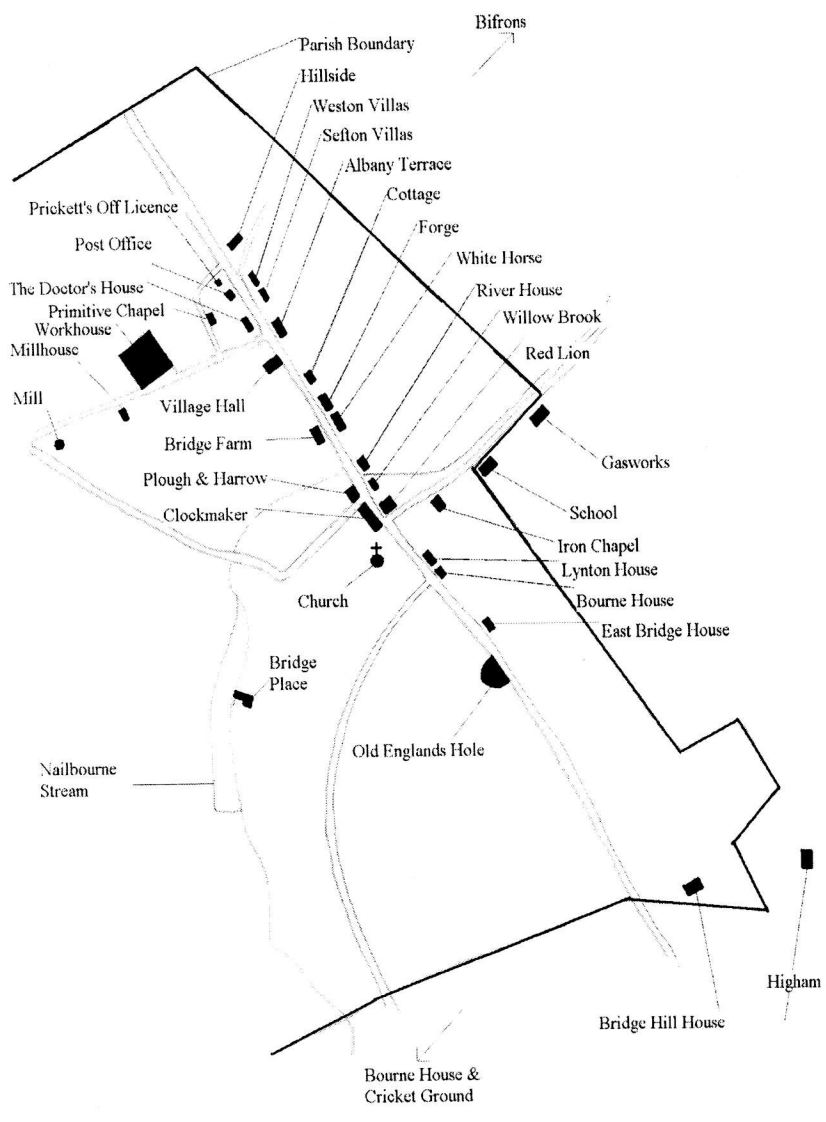 Bifrons
Parish Boundary
Hillside
Weston Villas
Sefton Villas
Albany Terrace
Cottage
Prickett's Off Licence
Forge
Post Office
White Horse
The Doctor's House
River House
Primitive Chapel
Willow Brook
Workhouse
Millhouse
Red Lion
Mill
Village Hall
Bridge Farm
Gasworks
Plough & Harrow
School
Clockmaker
Iron Chapel
Lynton House
Church
Bourne House
East Bridge House
Bridge
Place
Old Englands Hole
Nailbourne
Stream
Higham
Bridge Hill House
Bourne House &
Cricket Ground